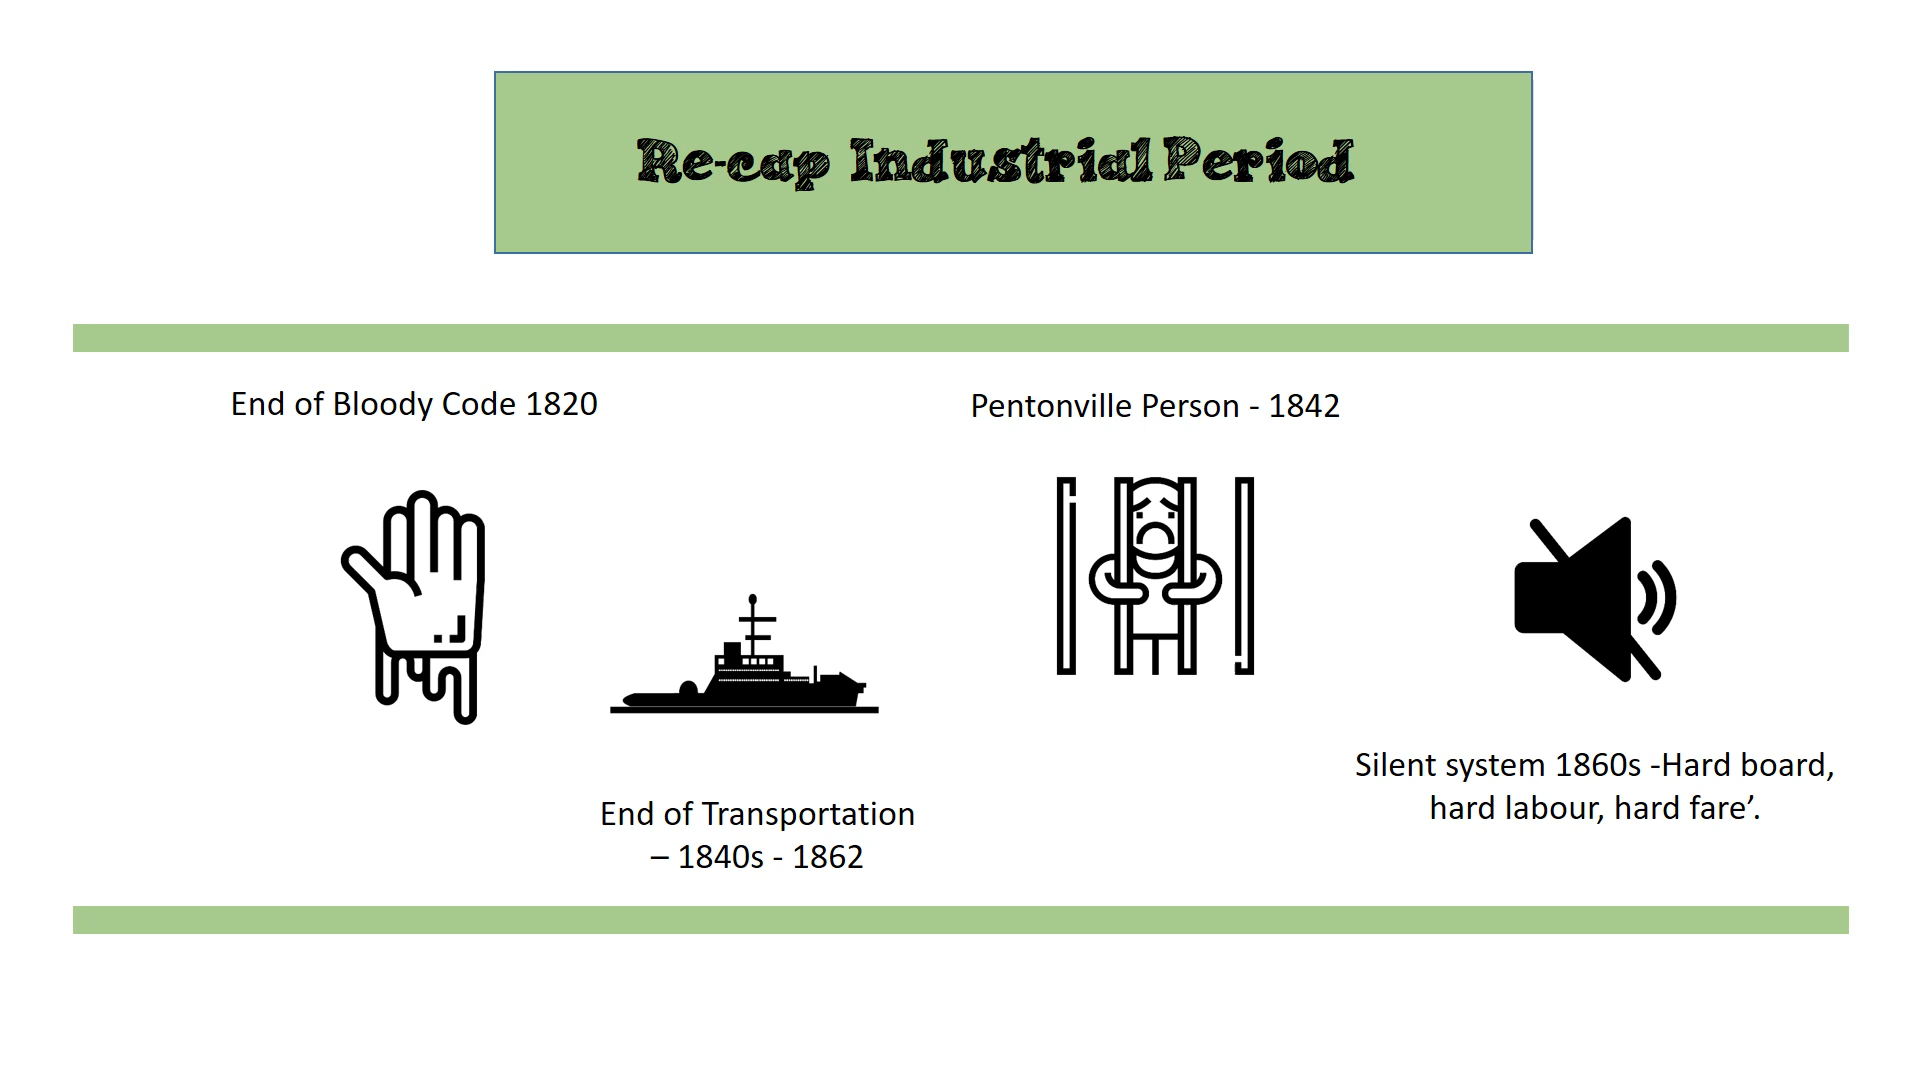 Re-cap Industrial Period
End of Bloody Code 1820
Pentonville Person - 1842
Silent system 1860s -Hard board,
hard labour, hard fare’.
End of Transportation
– 1840s - 1862